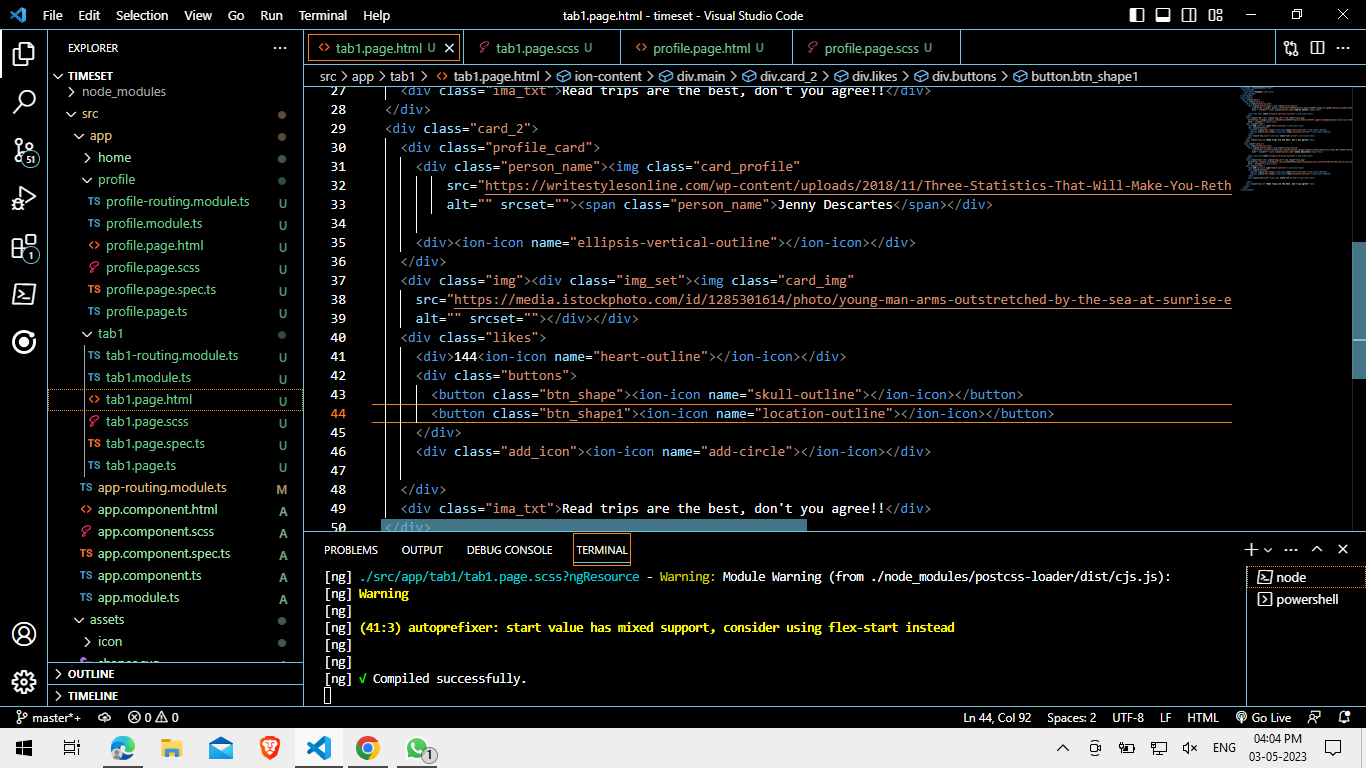 File Edit Selection View Go Run Terminal Help
tab1.page.html - timeset - Visual Studio Code
EXPLORER
TIMESET
node_modules
src
app
home
profile
TS profile-routing.module.ts U
TS profile.module.ts U
<> profile.page.html U
profile.page.scss U
TS profile.page.spec.ts U
TS profile.page.ts U
tab1
TS tab1-routing.module.ts U
TS tab1.module.ts U
<> tab1.page.html U
tab1.page.scss U
TS tab1.page.spec.ts U
TS tab1.page.ts U
TS app-routing.module.ts M
<> app.component.html A
app.component.scss A
TS app.component.spec.ts A
TS app.component.ts A
TS app.module.ts A
assets
icon
OUTLINE
TIMELINE
51
1
<> tab1.page.html U
tab1.page.scss U
<> profile.page.html U
profile.page.scss U
src > app > tab1 > <> tab1.page.html > ion-content > div.main > div.card_2 > div.likes > div.buttons > button.btn_shape1
27 <div class="ima_txt">Read trips are the best, don't you agree!!</div>
28 </div>
29 <div class="card_2">
30 <div class="profile_card">
31 <div class="person_name"><img class="card_profile"
32 src="https://writestylesonline.com/wp-content/uploads/2018/11/Three-Statistics-That-Will-Make-You-Reth
33 alt="" srcset=""><span class="person_name">Jenny Descartes</span></div>
34
35 <div><ion-icon name="ellipsis-vertical-outline"></ion-icon></div>
36 </div>
37 <div class="img"><div class="img_set"><img class="card_img"
38 src="https://media.istockphoto.com/id/1285301614/photo/young-man-arms-outstretched-by-the-sea-at-sunrise-e
39 alt="" srcset=""></div></div>
40 <div class="likes">
41 <div>144<ion-icon name="heart-outline"></ion-icon></div>
42 <div class="buttons">
43 <button class="btn_shape"><ion-icon name="skull-outline"></ion-icon></button>
44 <button class="btn_shape1"><ion-icon name="location-outline"></ion-icon></button>
45 </div>
46 <div class="add_icon"><ion-icon name="add-circle"></ion-icon></div>
47
48 </div>
49 <div class="ima_txt">Read trips are the best, don't you agree!!</div>
50 </div>
PROBLEMS OUTPUT DEBUG CONSOLE TERMINAL
[ng] ./src/app/tab1/tab1.page.scss?ngResource - Warning: Module Warning (from ./node_modules/postcss-loader/dist/cjs.js):
[ng] Warning
[ng]
[ng] (41:3) autoprefixer: start value has mixed support, consider using flex-start instead
[ng]
[ng]
[ng] √ Compiled successfully.
node
powershell
master*+ 0 0
Ln 44, Col 92 Spaces: 2 UTF-8 LF HTML Go Live
1
ENG
04:04 PM
03-05-2023